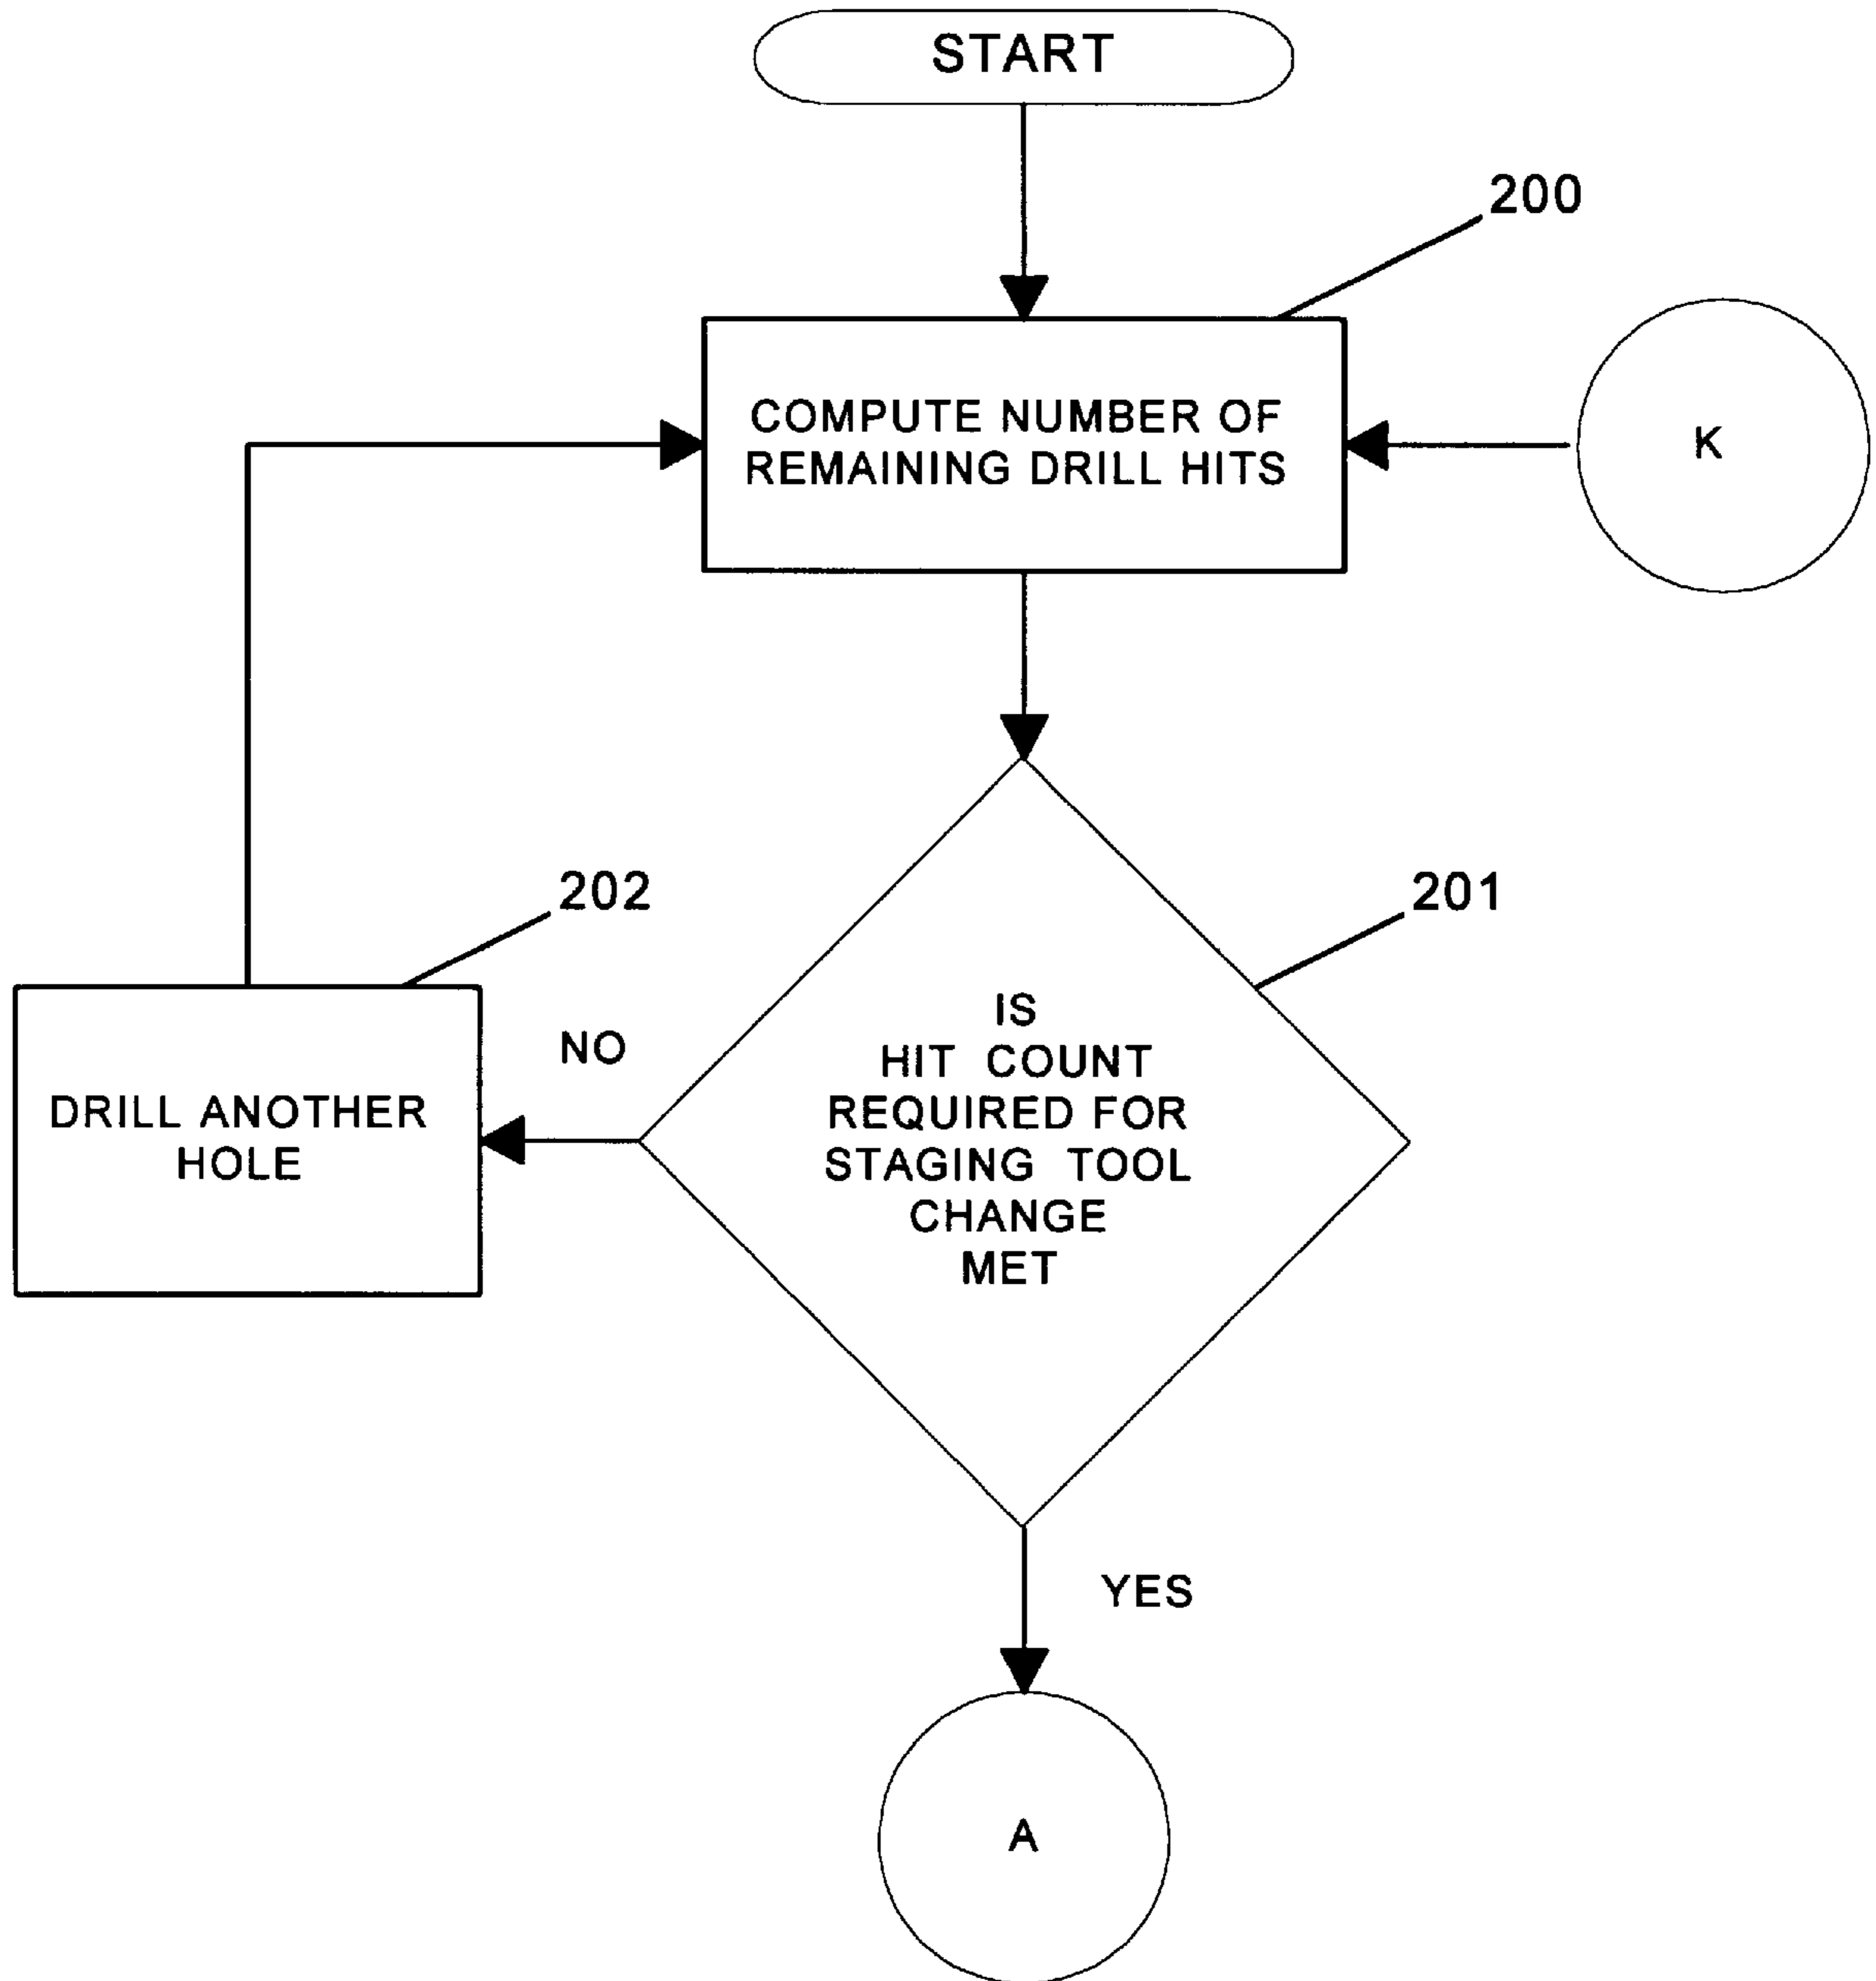 START
200
COMPUTE NUMBER OF
REMAINING DRILL HITS
K
202
201
IS
HIT COUNT
REQUIRED FOR
STAGING TOOL
CHANGE
MET
NO
DRILL ANOTHER
HOLE
YES
A